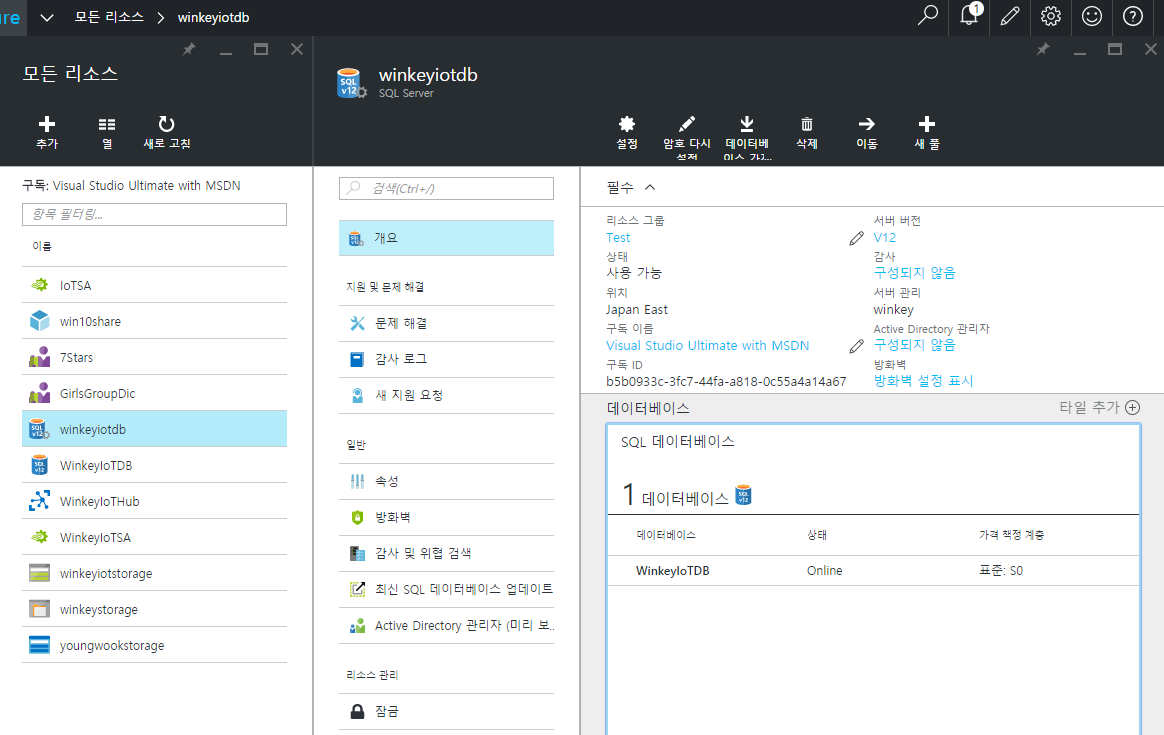 ure
모든 리소스 > winkeyiotdb
1
모든 리소스
추가
열
새로 고침
구독: Visual Studio Ultimate with MSDN
항목 필터링...
이름
IoTSA
win10share
7Stars
GirlsGroupDic
winkeyiotdb
WinkeyIoTDB
WinkeyIoTHub
WinkeyIoTSA
winkeyiotstorage
winkeystorage
youngwookstorage
SQL v12
winkeyiotdb
SQL Server
설정
암호 다시 설정
데이터베이스 가져...
삭제
이동
새 풀
검색(Ctrl+/)
개요
지원 및 문제 해결
문제 해결
감사 로그
새 지원 요청
일반
속성
방화벽
감사 및 위협 검색
최신 SQL 데이터베이스 업데이트
Active Directory 관리자 (미리 보...
리소스 관리
잠금
필수
리소스 그룹
Test
상태
사용 가능
위치
Japan East
구독 이름
Visual Studio Ultimate with MSDN
구독 ID
b5b0933c-3fc7-44fa-a818-0c55a4a14a67
서버 버전
V12
감사
구성되지 않음
서버 관리
winkey
Active Directory 관리자
구성되지 않음
방화벽
방화벽 설정 표시
데이터베이스
타일 추가
SQL 데이터베이스
1 데이터베이스
데이터베이스 상태 가격 책정 계층
WinkeyIoTDB Online 표준: S0